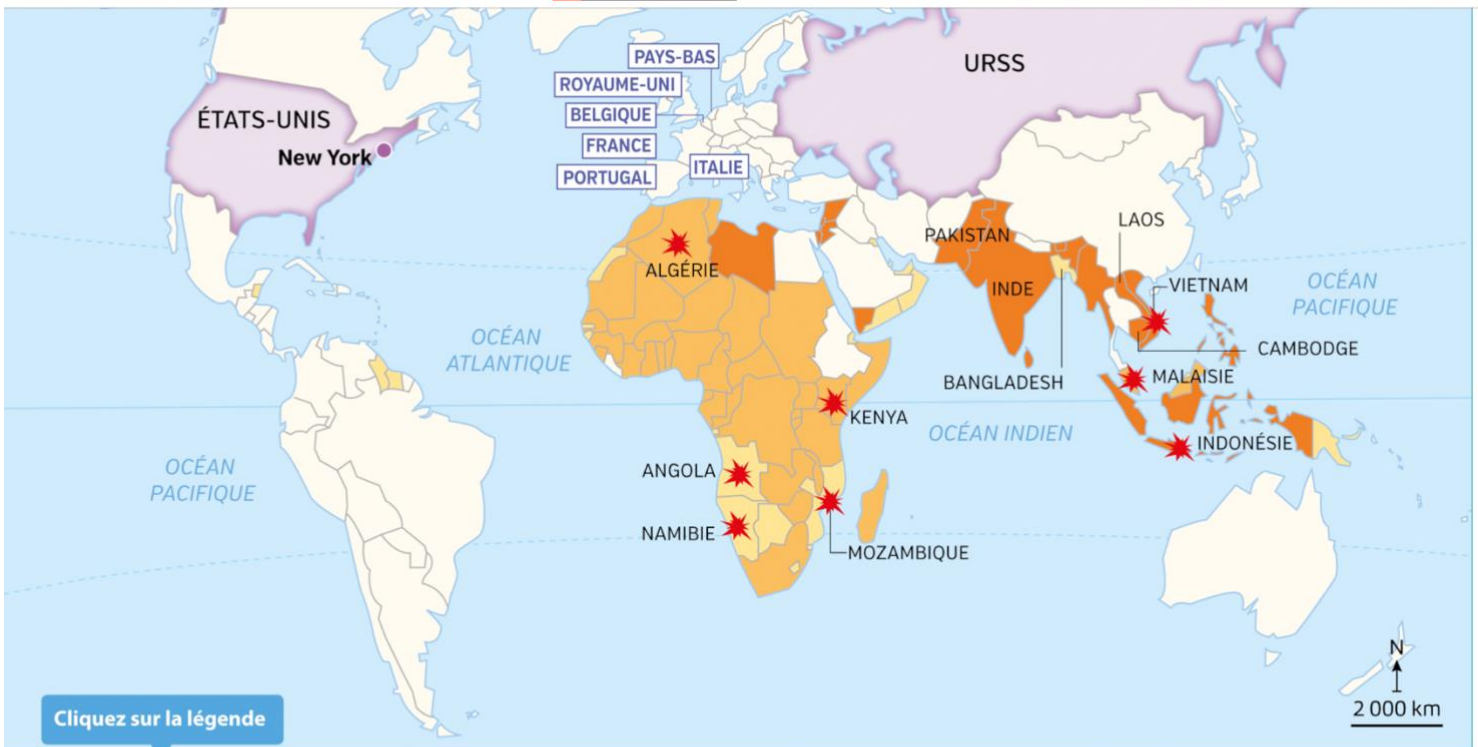 PAYS-BAS
ROYAUME-UNI
BELGIQUE
FRANCE
PORTUGAL
ITALIE
URSS
ÉTATS-UNIS
New York
ALGÉRIE
PAKISTAN
INDE
LAOS
VIETNAM
CAMBODGE
BANGLADESH
MALAISIE
INDONÉSIE
KENYA
ANGOLA
NAMIBIE
MOZAMBIQUE
OCÉAN
ATLANTIQUE
OCÉAN
PACIFIQUE
OCÉAN INDIEN
OCÉAN
PACIFIQUE
N
2 000 km
Cliquez sur la légende